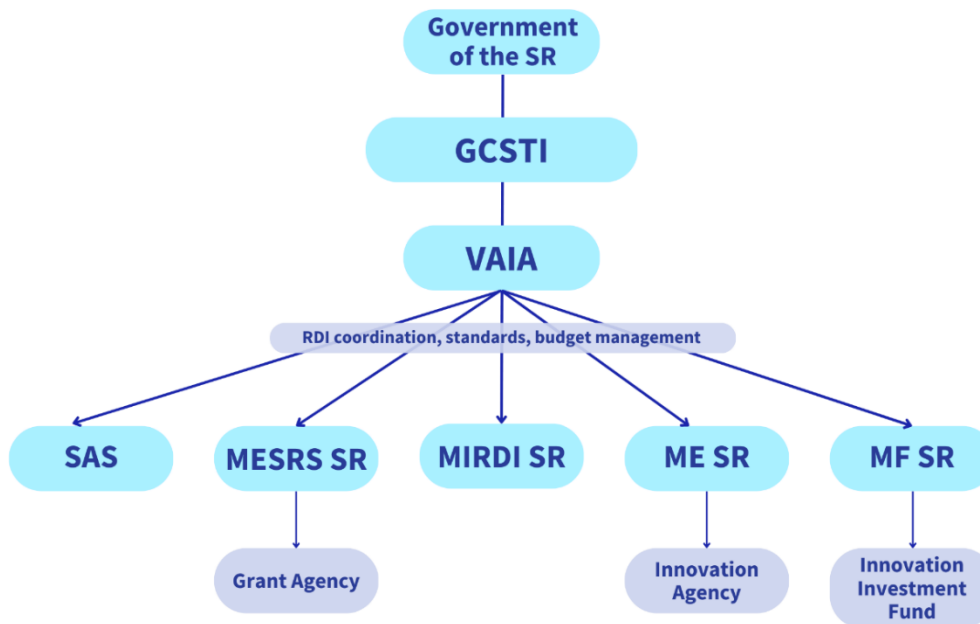 Government
of the SR
GCSTI
VAIA
RDI coordination, standards, budget management
SAS
MESRS SR
MIRDI SR
ME SR
MF SR
Grant Agency
Innovation
Agency
Innovation
Investment
Fund